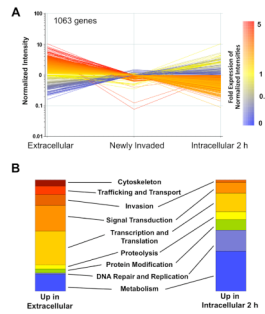 A
1063 genes
100
10
1
0.1
0.01
Normalized Intensity
Extracellular
Newly Invaded
Intracellular 2 h
Fold Expression of
Normalized Intensities
5
1
0.
0
B
Cytoskeleton
Trafficking and Transport
Invasion
Signal Transduction
Transcription and
Translation
Proteolysis
Protein Modification
DNA Repair and Replication
Metabolism
Up in
Extracellular
Up in
Intracellular 2 h